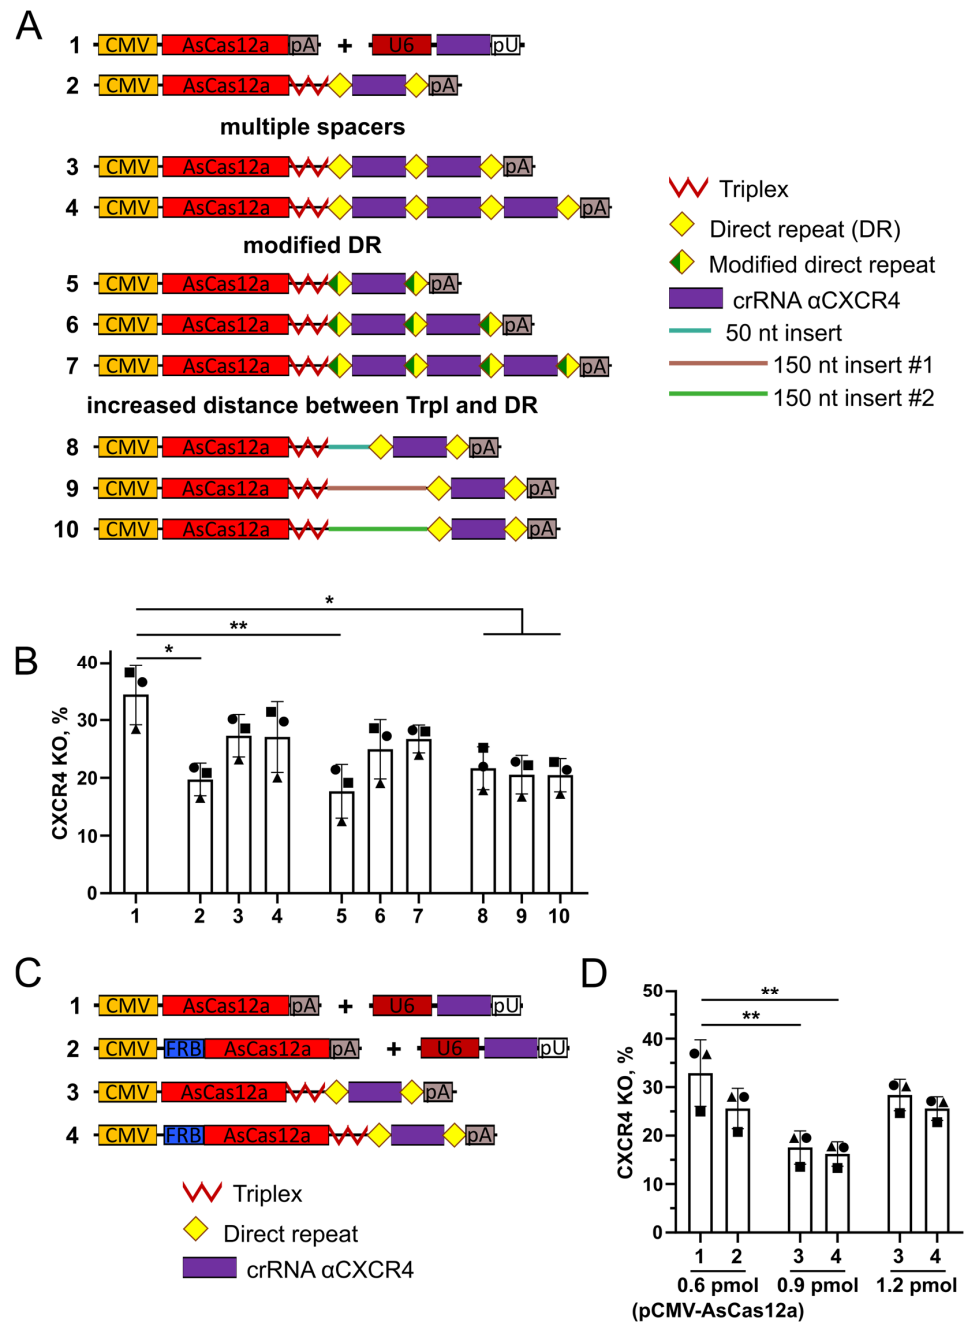 A
1 CMV AsCas12a pA + U6 pU
2 CMV AsCas12a pA
multiple spacers
3 CMV AsCas12a pA
4 CMV AsCas12a pA
modified DR
5 CMV AsCas12a pA
6 CMV AsCas12a pA
7 CMV AsCas12a pA
increased distance between Trpl and DR
8 CMV AsCas12a pA
9 CMV AsCas12a pA
10 CMV AsCas12a pA
Triplex
Direct repeat (DR)
Modified direct repeat
crRNA αCXCR4
50 nt insert
150 nt insert #1
150 nt insert #2
B
*
**
*
CXCR4 KO, %
40
30
20
10
0
1 2 3 4 5 6 7 8 9 10
C
1 CMV AsCas12a pA + U6 pU
2 CMV FRB AsCas12a pA + U6 pU
3 CMV AsCas12a pA
4 CMV FRB AsCas12a pA
Triplex
Direct repeat
crRNA αCXCR4
D
**
**
CXCR4 KO, %
50
40
30
20
10
0
1 2 3 4 3 4
0.6 pmol 0.9 pmol 1.2 pmol
(pCMV-AsCas12a)